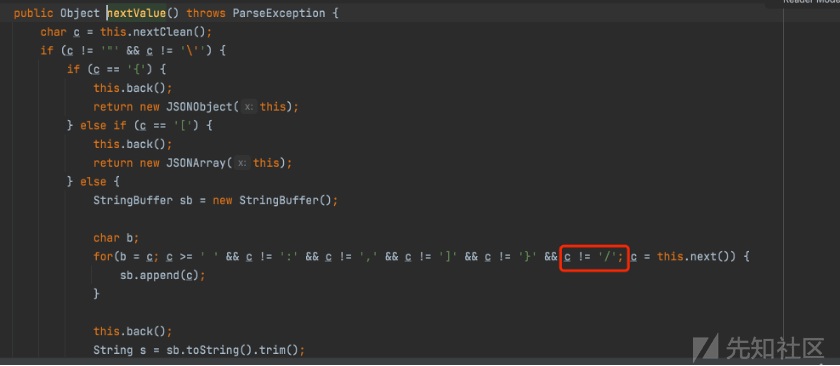 Reader Mode
public Object nextValue() throws ParseException {
char c = this.nextClean();
if (c != '"' && c != '\'') {
if (c == '{') {
this.back();
return new JSONObject( x: this);
} else if (c == '[') {
this.back();
return new JSONArray( x: this);
} else {
StringBuffer sb = new StringBuffer();
char b;
for(b = c; c >= ' ' && c != ':' && c != ',' && c != ']' && c != '}' && c != '/'; c = this.next()) {
sb.append(c);
}
this.back();
String s = sb.toString().trim();
先知社区